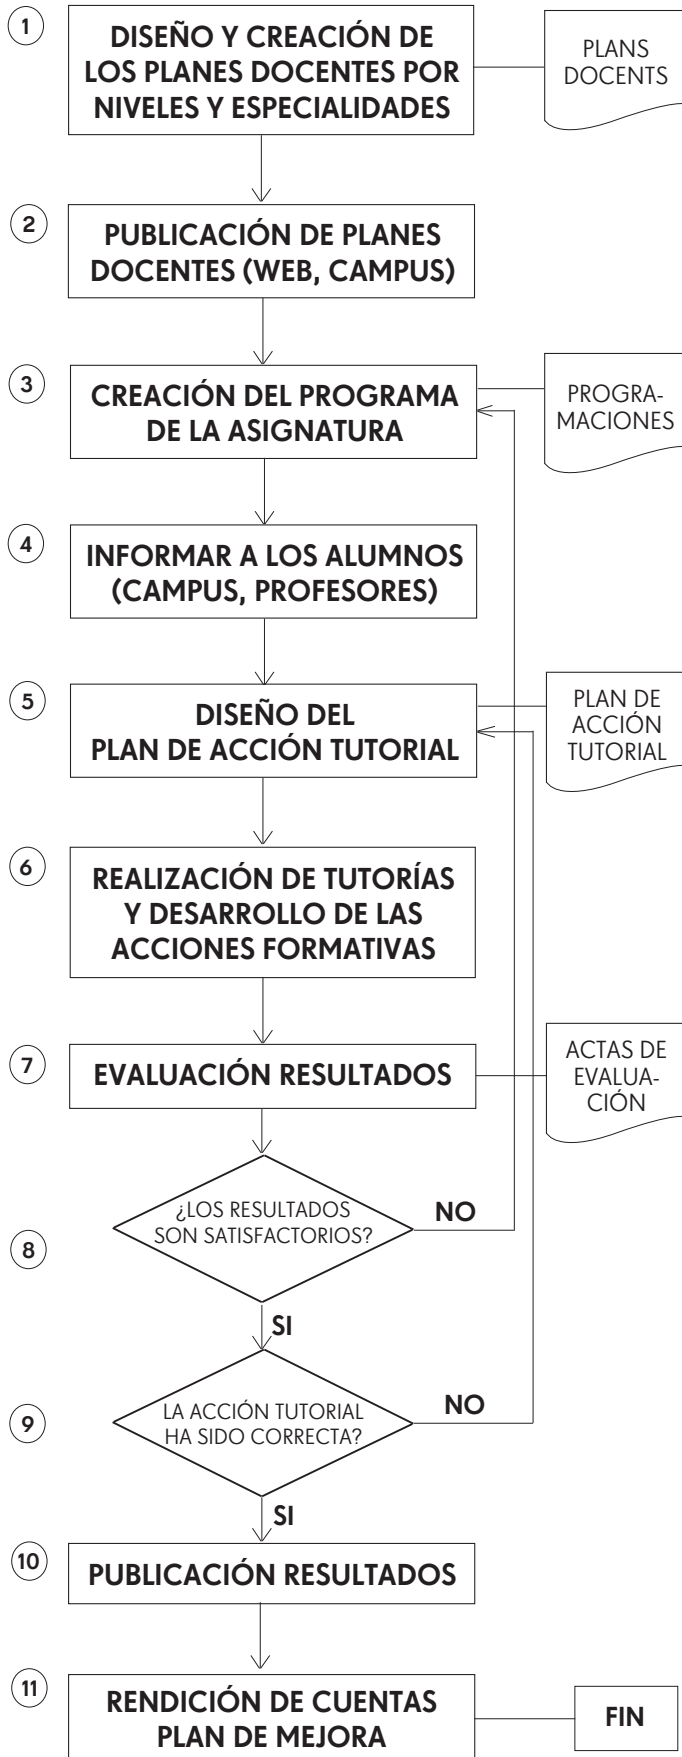 1
DISEÑO Y CREACIÓN DE
LOS PLANES DOCENTES POR
NIVELES Y ESPECIALIDADES
PLANS
DOCENTS
2
PUBLICACIÓN DE PLANES
DOCENTES (WEB, CAMPUS)
3
CREACIÓN DEL PROGRAMA
DE LA ASIGNATURA
PROGRA-
MACIONES
4
INFORMAR A LOS ALUMNOS
(CAMPUS, PROFESORES)
5
DISEÑO DEL
PLAN DE ACCIÓN TUTORIAL
PLAN DE
ACCIÓN
TUTORIAL
6
REALIZACIÓN DE TUTORÍAS
Y DESARROLLO DE LAS
ACCIONES FORMATIVAS
7
EVALUACIÓN RESULTADOS
ACTAS DE
EVALUA-
CIÓN
8
¿LOS RESULTADOS
SON SATISFACTORIOS?
NO
SI
9
LA ACCIÓN TUTORIAL
HA SIDO CORRECTA?
NO
SI
10
PUBLICACIÓN RESULTADOS
11
RENDICIÓN DE CUENTAS
PLAN DE MEJORA
FIN